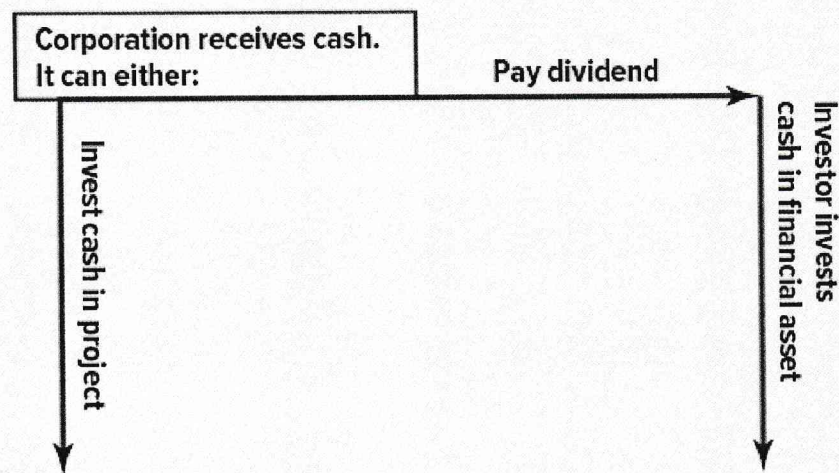 Corporation receives cash.
It can either:
Pay dividend
Invest cash in project
Investor invests
cash in financial asset